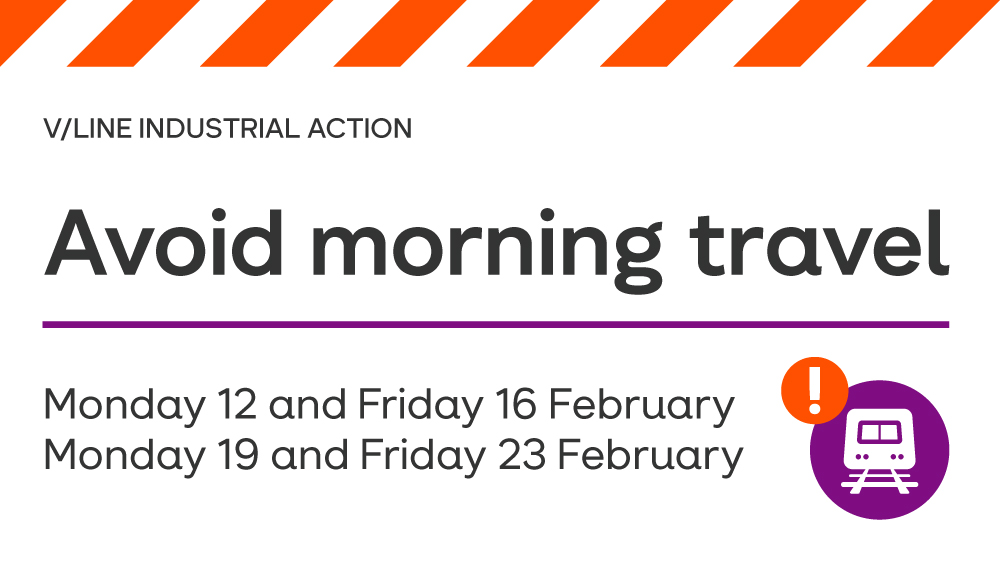 V/LINE INDUSTRIAL ACTION
Avoid morning travel
Monday 12 and Friday 16 February
Monday 19 and Friday 23 February
!